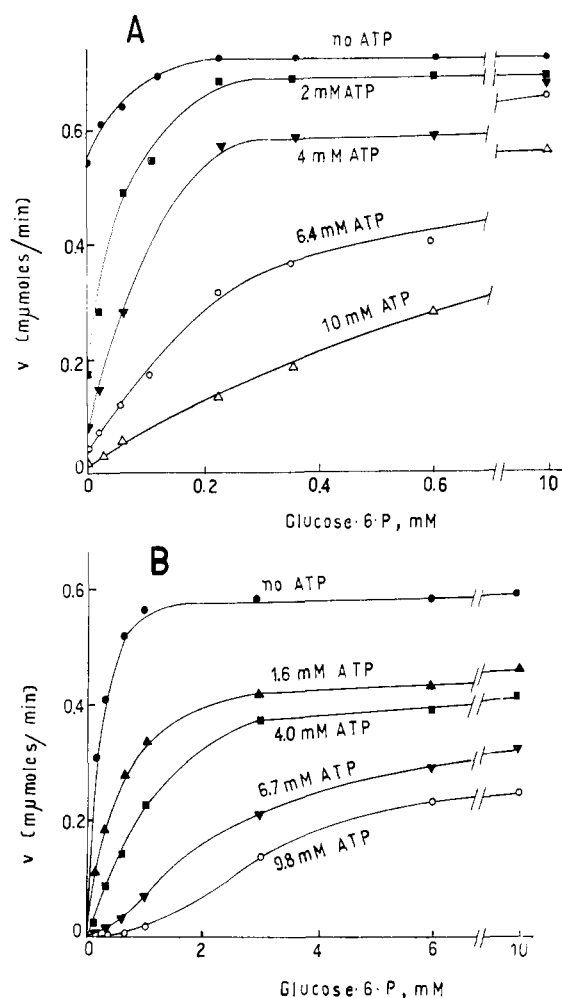 A
no ATP
2 mM ATP
4 mM ATP
6.4 mM ATP
10 mM ATP
0.6
0.4
0.2
0
v (mµmoles/min)
0 0.2 0.4 0.6 10
Glucose·6·P, mM
B
no ATP
1.6 mM ATP
4.0 mM ATP
6.7 mM ATP
9.8 mM ATP
0.6
0.4
0.2
0
v (mµmoles/min)
0 2 4 6 10
Glucose·6·P, mM